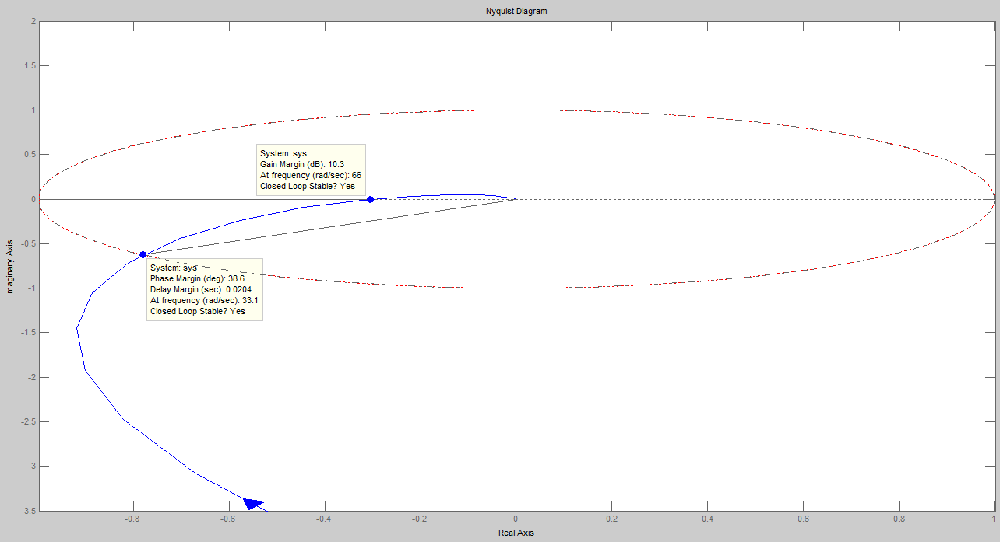 Nyquist Diagram
2
1.5
1
0.5
0
-0.5
-1
-1.5
-2
-2.5
-3
-3.5
Imaginary Axis
System: sys
Gain Margin (dB): 10.3
At frequency (rad/sec): 66
Closed Loop Stable? Yes
System: sys
Phase Margin (deg): 38.6
Delay Margin (sec): 0.0204
At frequency (rad/sec): 33.1
Closed Loop Stable? Yes
-0.8 -0.6 -0.4 -0.2 0 0.2 0.4 0.6 0.8 1
Real Axis